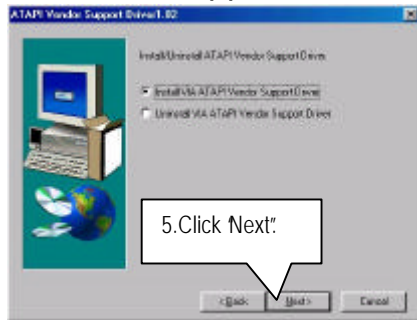 ATAPI Vendor Support Driver1.02
Install/Uninstall ATAPI Vendor Support Driver
Install VIA ATAPI Vendor Support Driver
Uninstall VIA ATAPI Vendor Support Driver
5.Click “Next”.
< Back
Next >
Cancel